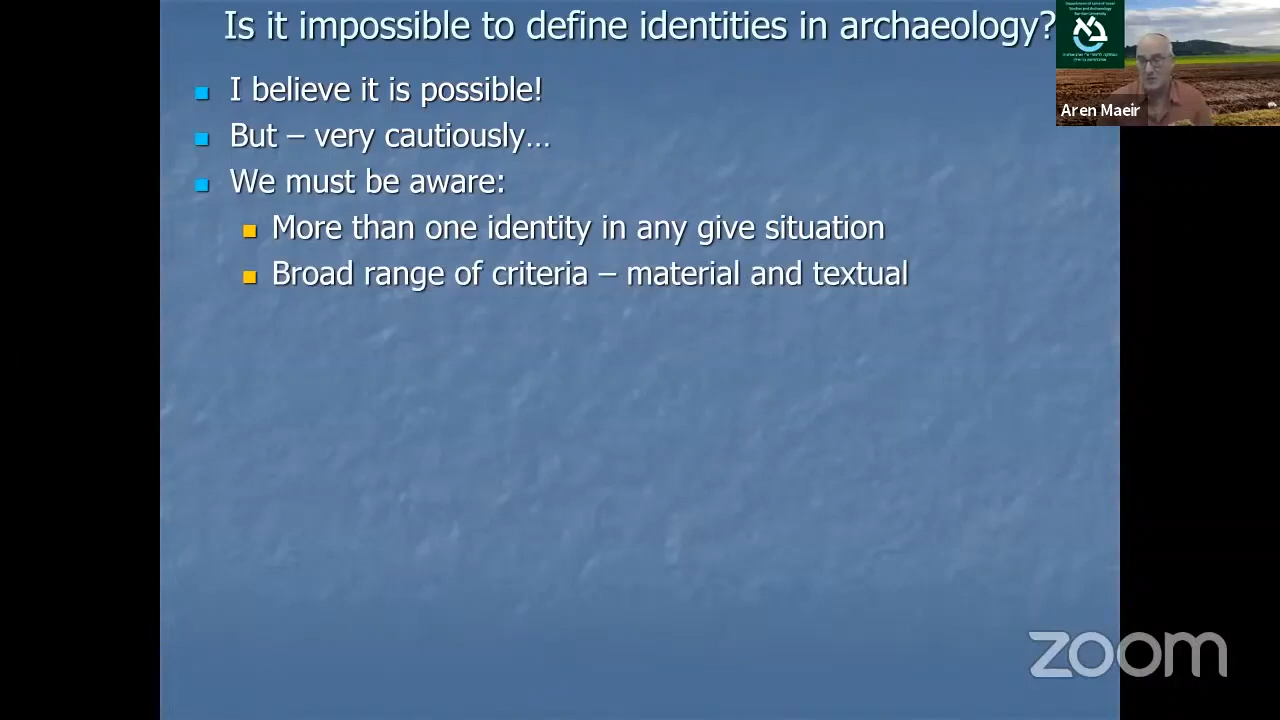 Is it impossible to define identities in archaeology?
I believe it is possible!
But – very cautiously…
We must be aware:
More than one identity in any give situation
Broad range of criteria – material and textual
Aren Maeir
zoom